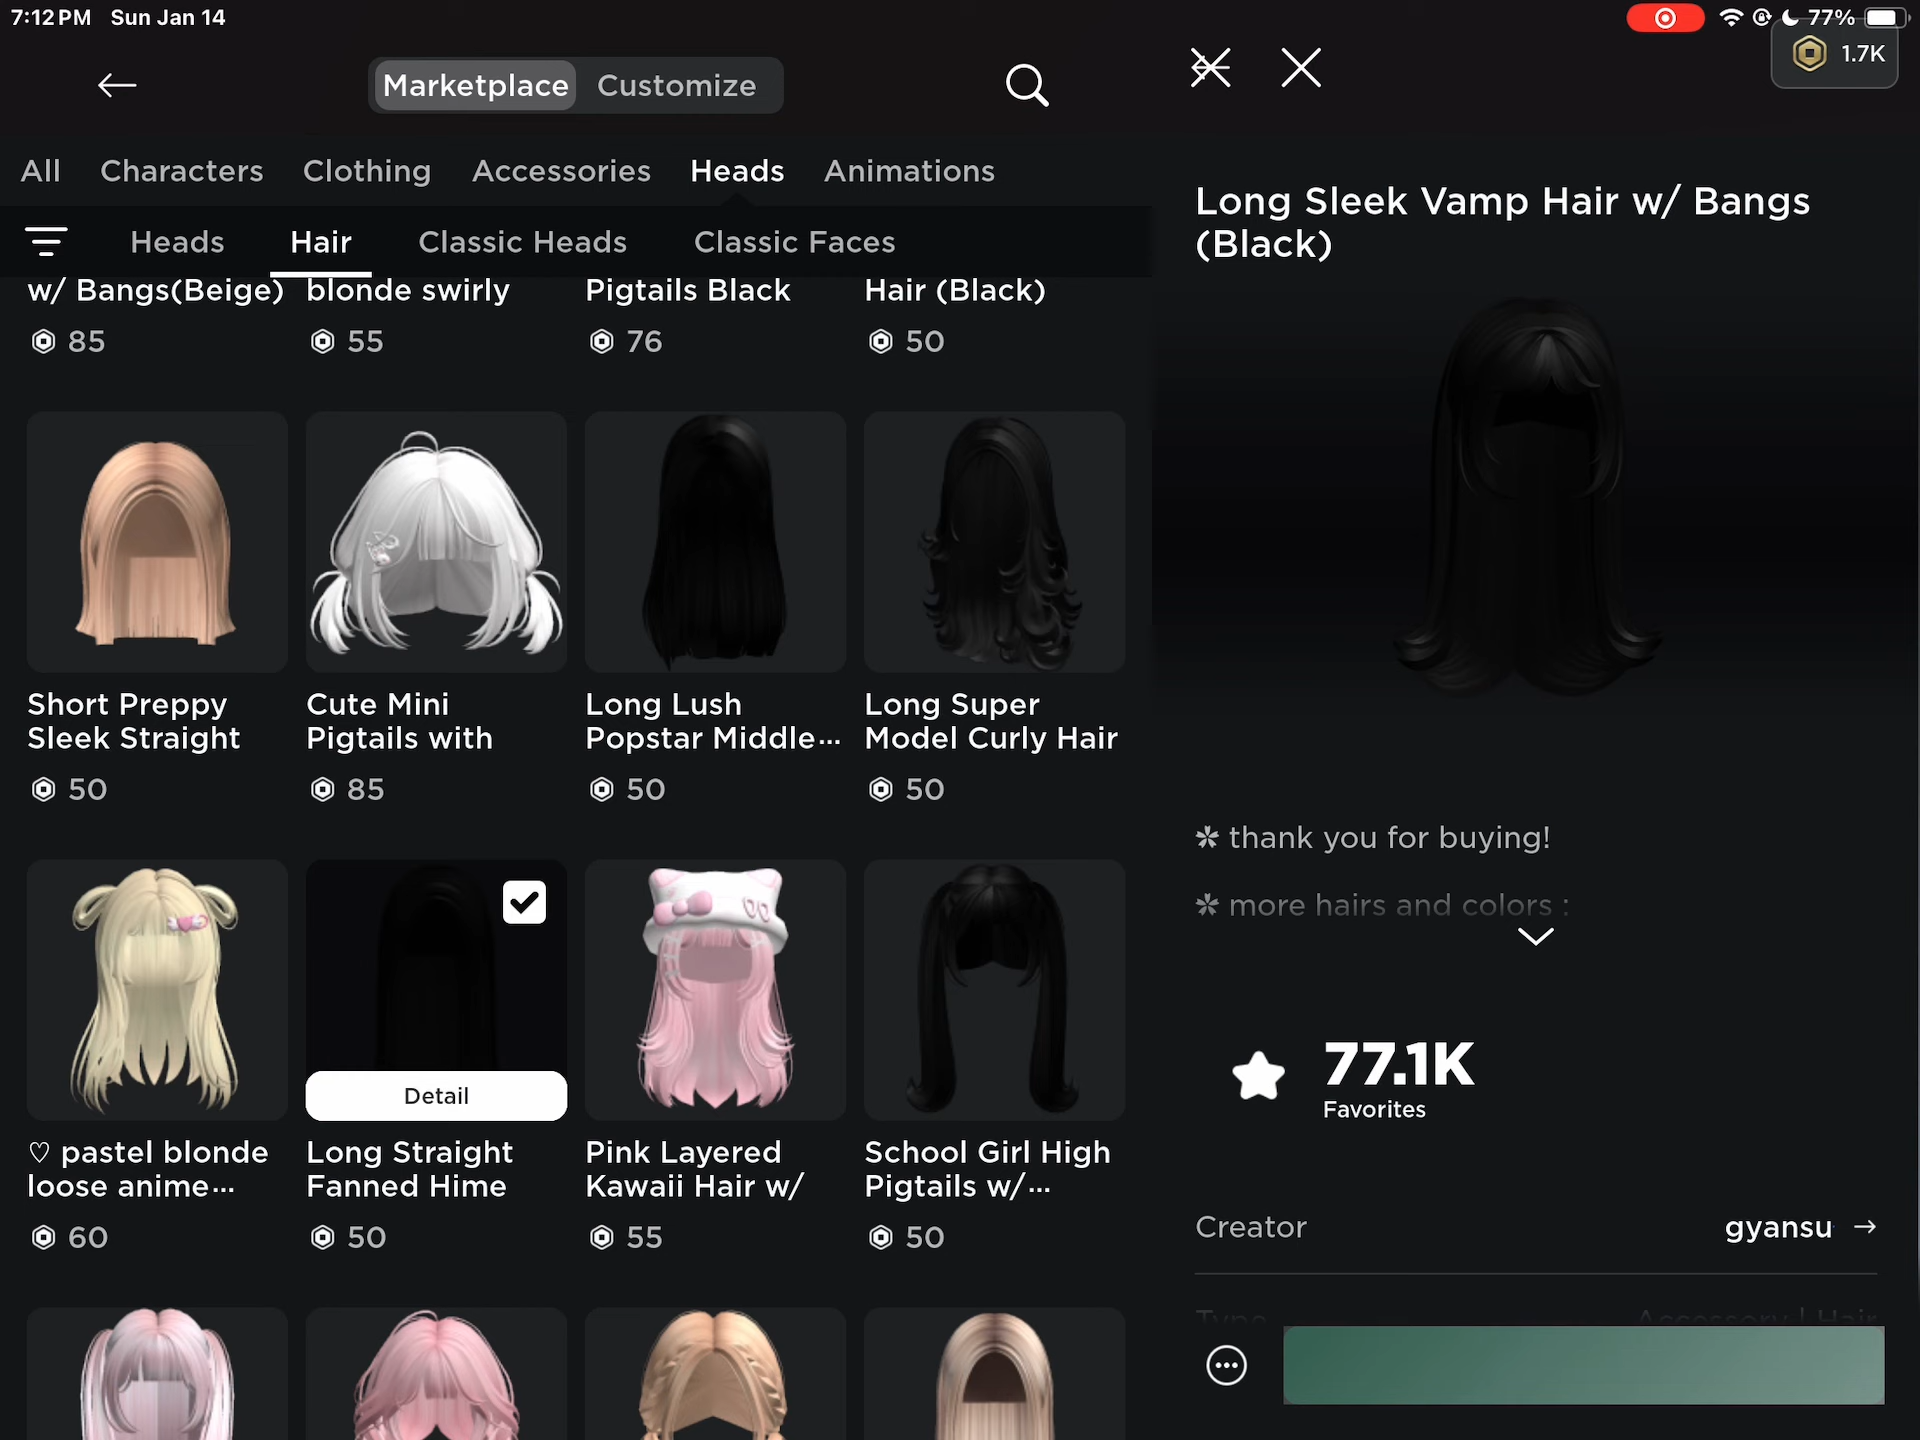 7:12 PM Sun Jan 14
77%
1.7K
Marketplace Customize
All Characters Clothing Accessories Heads Animations
Heads Hair Classic Heads Classic Faces
w/ Bangs(Beige) blonde swirly Pigtails Black Hair (Black)
85 55 76 50
Short Preppy Cute Mini Long Lush Long Super
Sleek Straight Pigtails with Popstar Middle... Model Curly Hair
50 85 50 50
Detail
♡ pastel blonde Long Straight Pink Layered School Girl High
loose anime... Fanned Hime Kawaii Hair w/ Pigtails w/...
60 50 55 50
Long Sleek Vamp Hair w/ Bangs
(Black)
✼ thank you for buying!
✼ more hairs and colors :
77.1K
Favorites
Creator gyansu →
Type Accessory | Hair